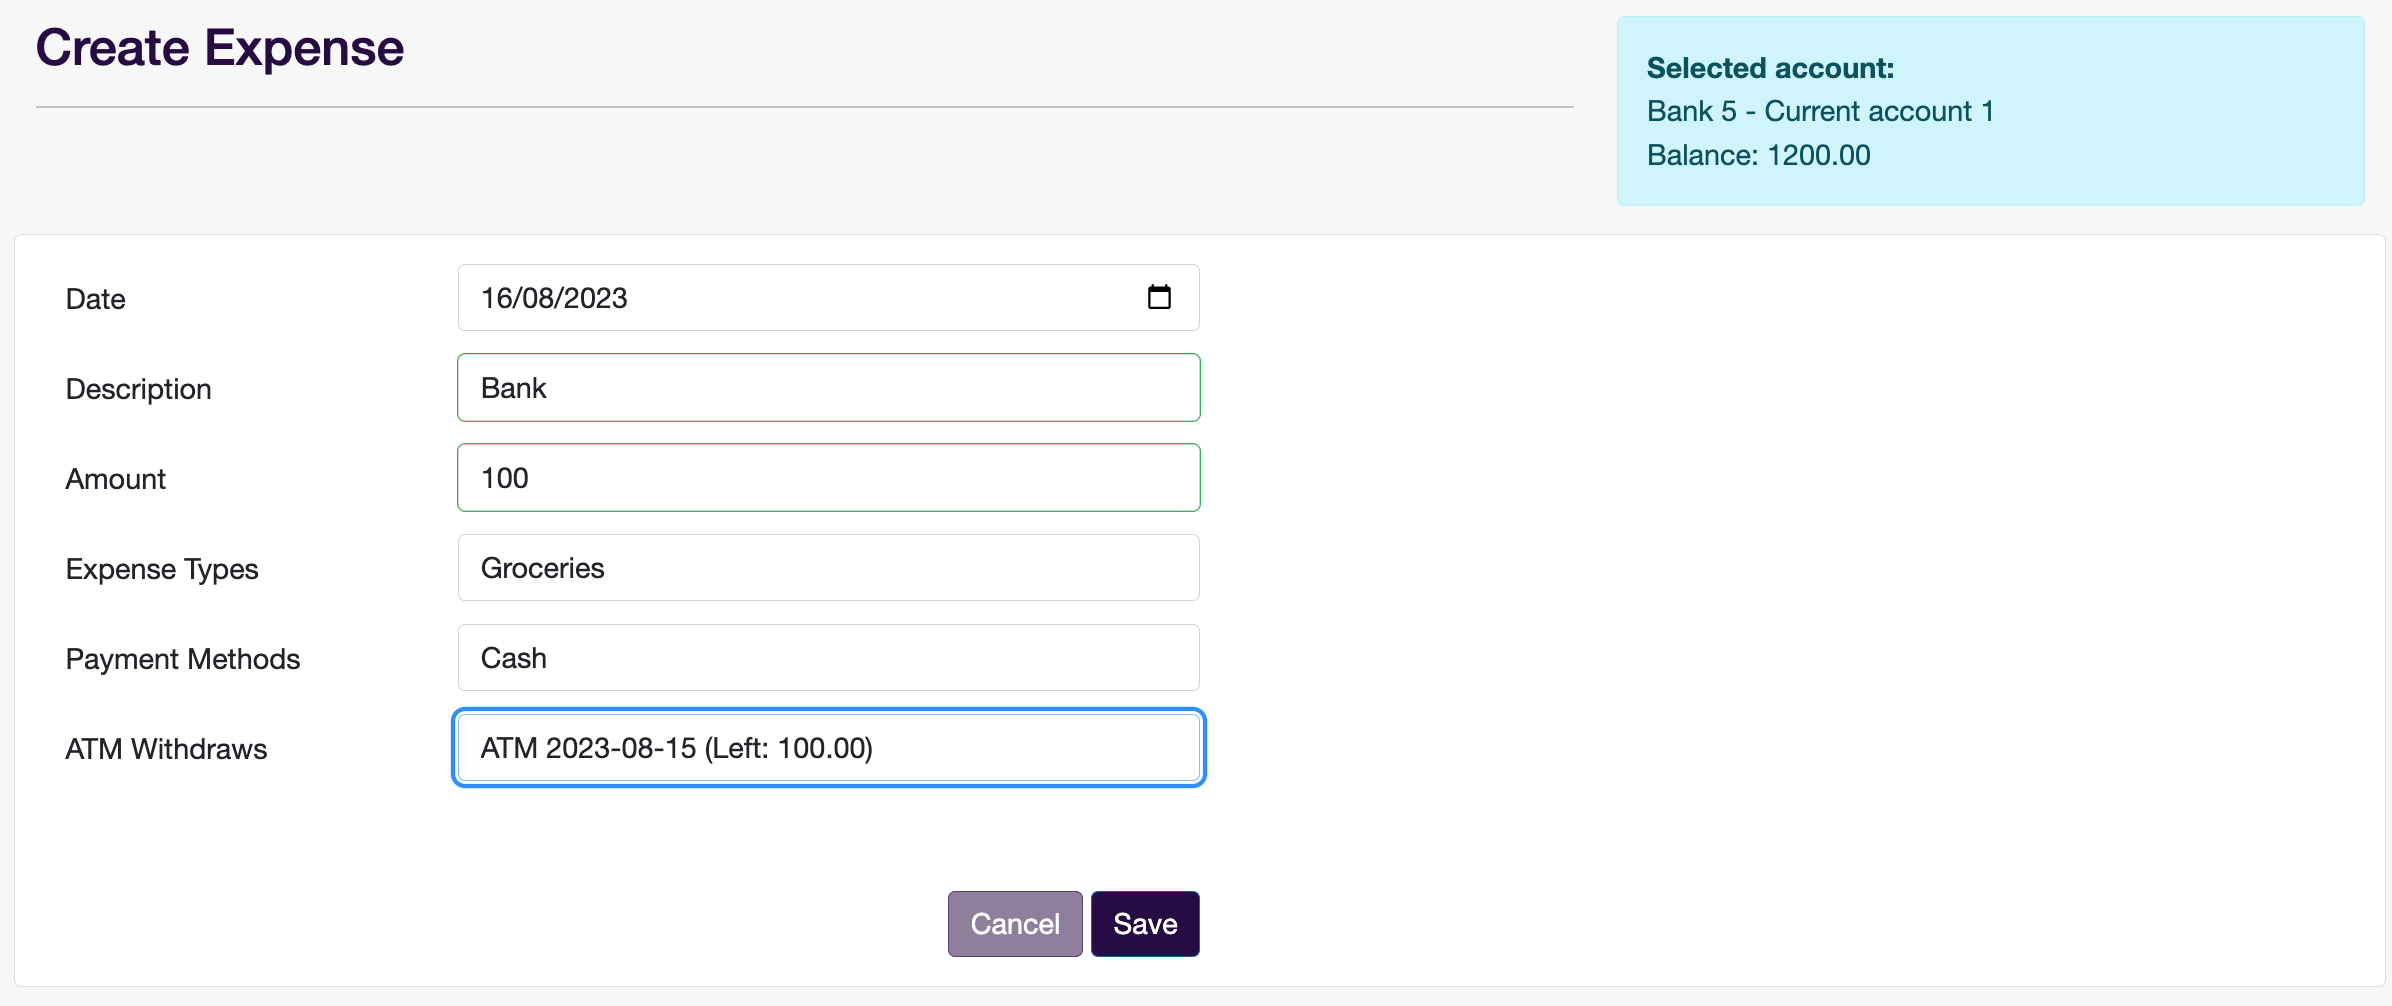 Create Expense
Selected account:
Bank 5 - Current account 1
Balance: 1200.00
Date
16/08/2023
Description
Bank
Amount
100
Expense Types
Groceries
Payment Methods
Cash
ATM Withdraws
ATM 2023-08-15 (Left: 100.00)
Cancel
Save